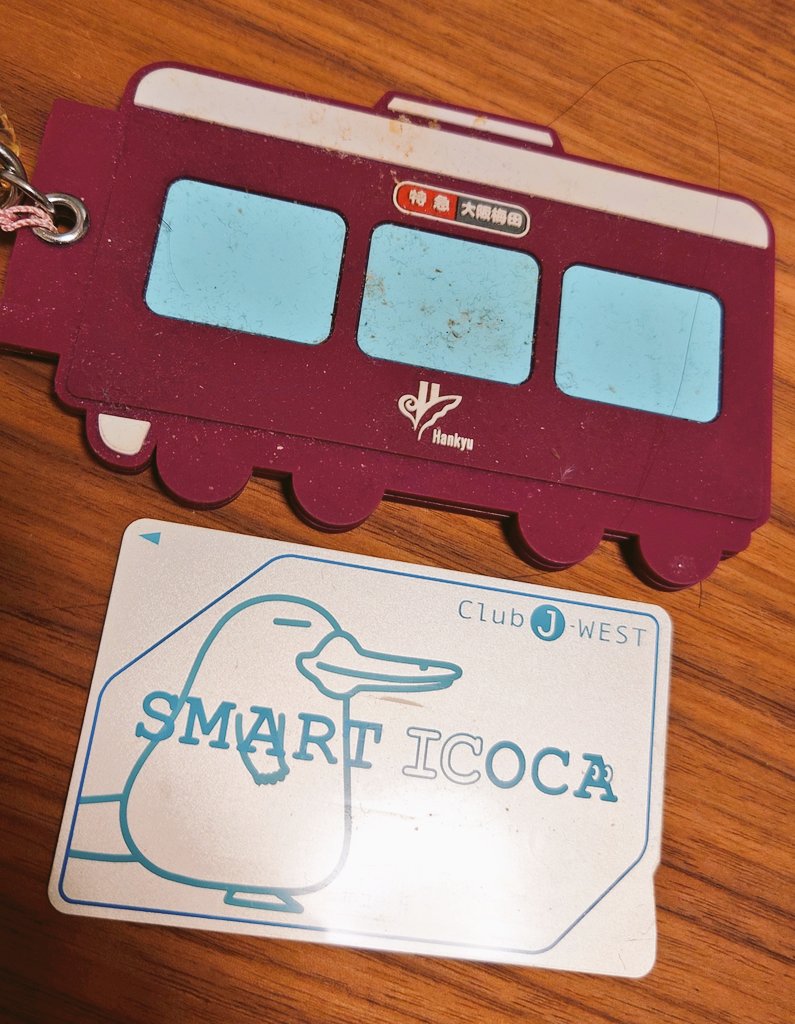 特急 大阪梅田
Hankyu
Club J-WEST
SMART ICOCA